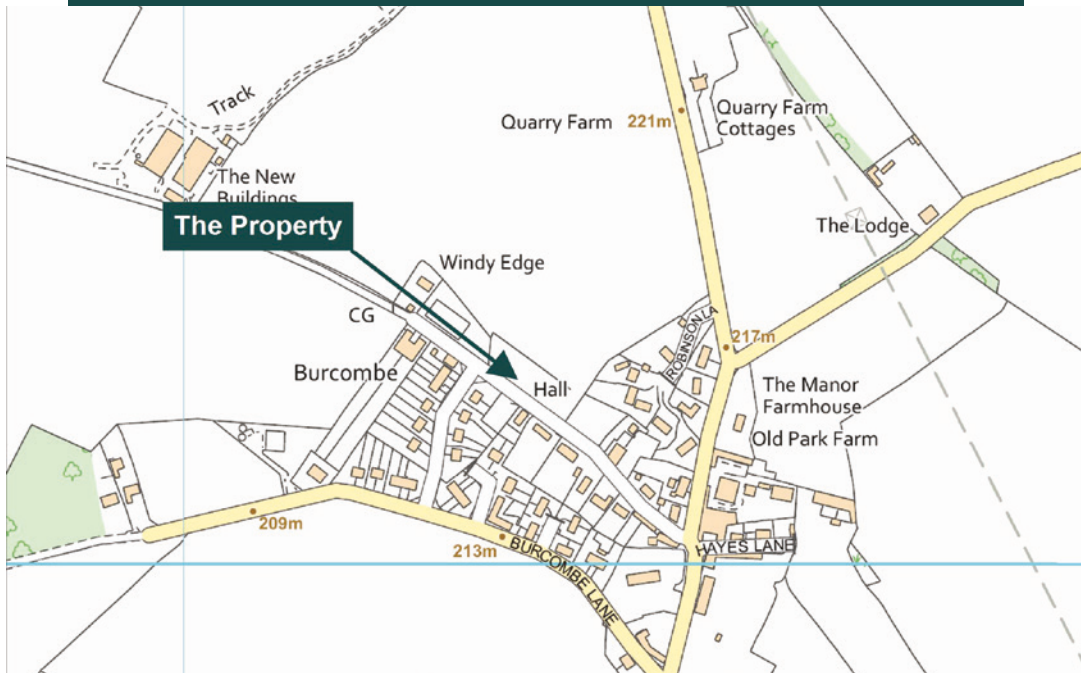 Track
Quarry Farm
221m
Quarry Farm
Cottages
The New
Buildings
The Property
The Lodge
Windy Edge
CG
ROBINSON LA
217m
Burcombe
Hall
The Manor
Farmhouse
Old Park Farm
209m
213m
BURCOMBE LANE
HAYES LANE